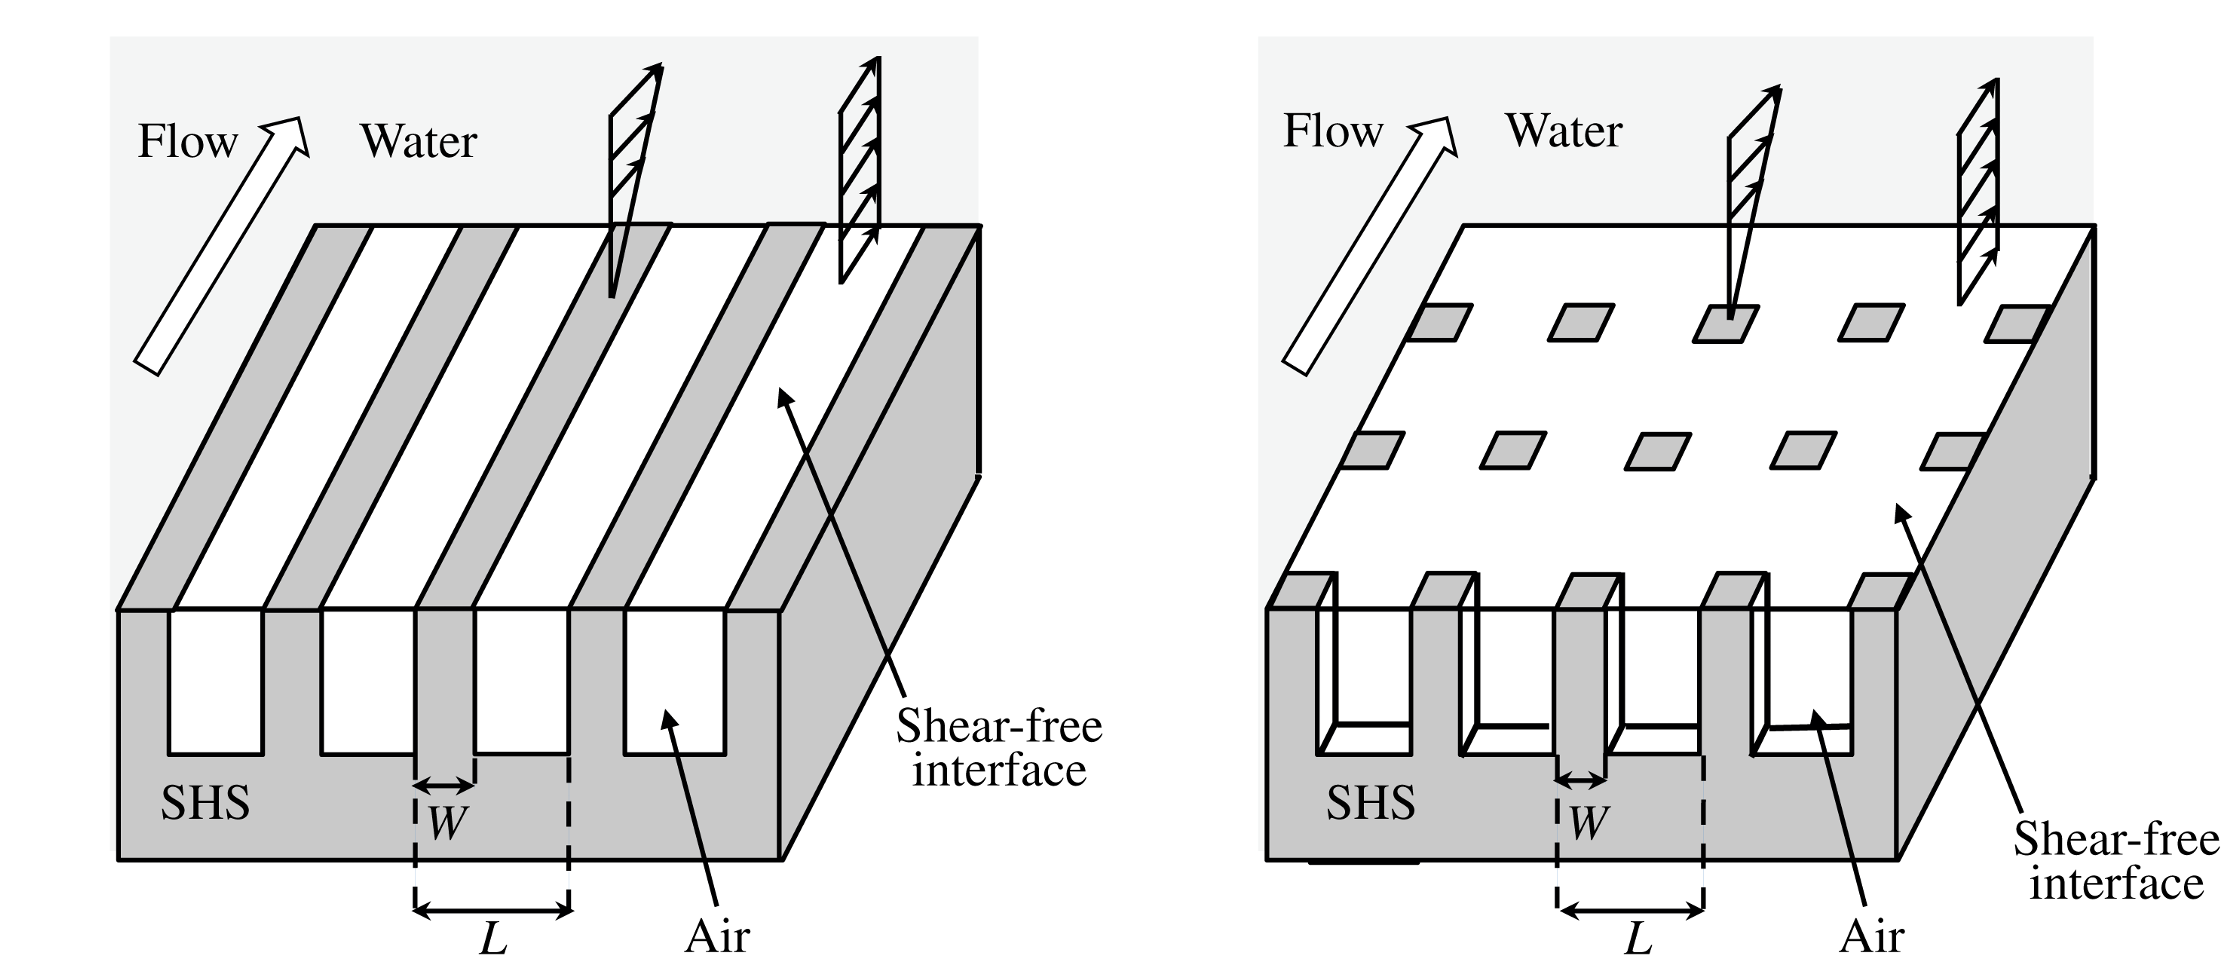 Flow
Water
SHS
W
L
Air
Shear-free
interface
Flow
Water
SHS
W
L
Air
Shear-free
interface